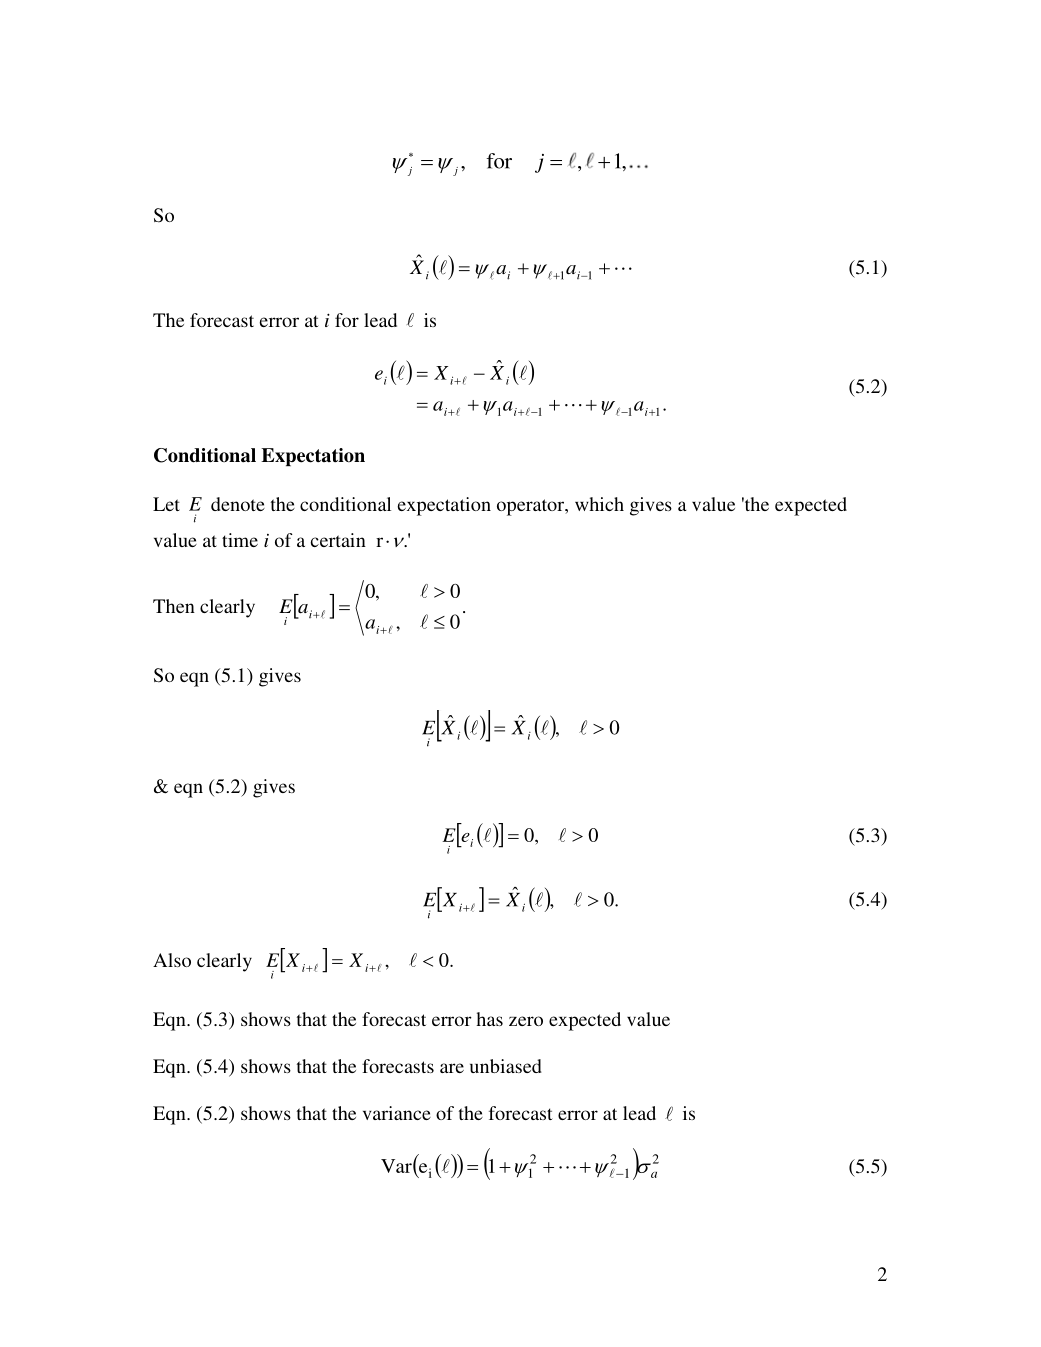 ψ*_j = ψ_j, for j = ℓ, ℓ + 1,…
So
X̂_i(ℓ) = ψ_ℓ a_i + ψ_{ℓ+1} a_{i−1} + ⋯ (5.1)
The forecast error at i for lead ℓ is
e_i(ℓ) = X_{i+ℓ} − X̂_i(ℓ)
= a_{i+ℓ} + ψ_1 a_{i+ℓ−1} + ⋯ + ψ_{ℓ−1} a_{i+1}. (5.2)
Conditional Expectation
Let E_i denote the conditional expectation operator, which gives a value 'the expected
value at time i of a certain r·ν.'
Then clearly E_i[a_{i+ℓ}] = ⟨ 0, ℓ > 0
a_{i+ℓ}, ℓ ≤ 0.
So eqn (5.1) gives
E_i[X̂_i(ℓ)] = X̂_i(ℓ), ℓ > 0
& eqn (5.2) gives
E_i[e_i(ℓ)] = 0, ℓ > 0 (5.3)
E_i[X_{i+ℓ}] = X̂_i(ℓ), ℓ > 0. (5.4)
Also clearly E_i[X_{i+ℓ}] = X_{i+ℓ}, ℓ < 0.
Eqn. (5.3) shows that the forecast error has zero expected value
Eqn. (5.4) shows that the forecasts are unbiased
Eqn. (5.2) shows that the variance of the forecast error at lead ℓ is
Var(e_i(ℓ)) = (1 + ψ_1^2 + ⋯ + ψ_{ℓ−1}^2)σ_a^2 (5.5)
2